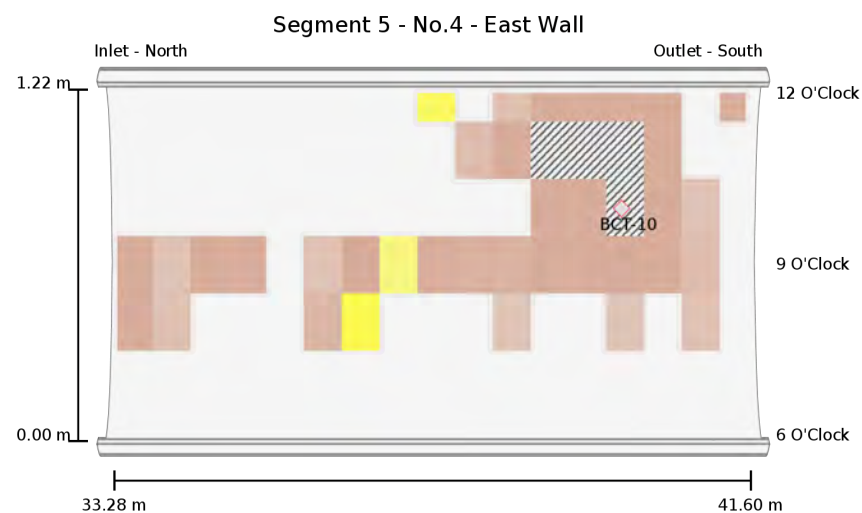 Segment 5 - No.4 - East Wall
Inlet - North
Outlet - South
1.22 m
12 O'Clock
BCT-10
9 O'Clock
0.00 m
6 O'Clock
33.28 m
41.60 m